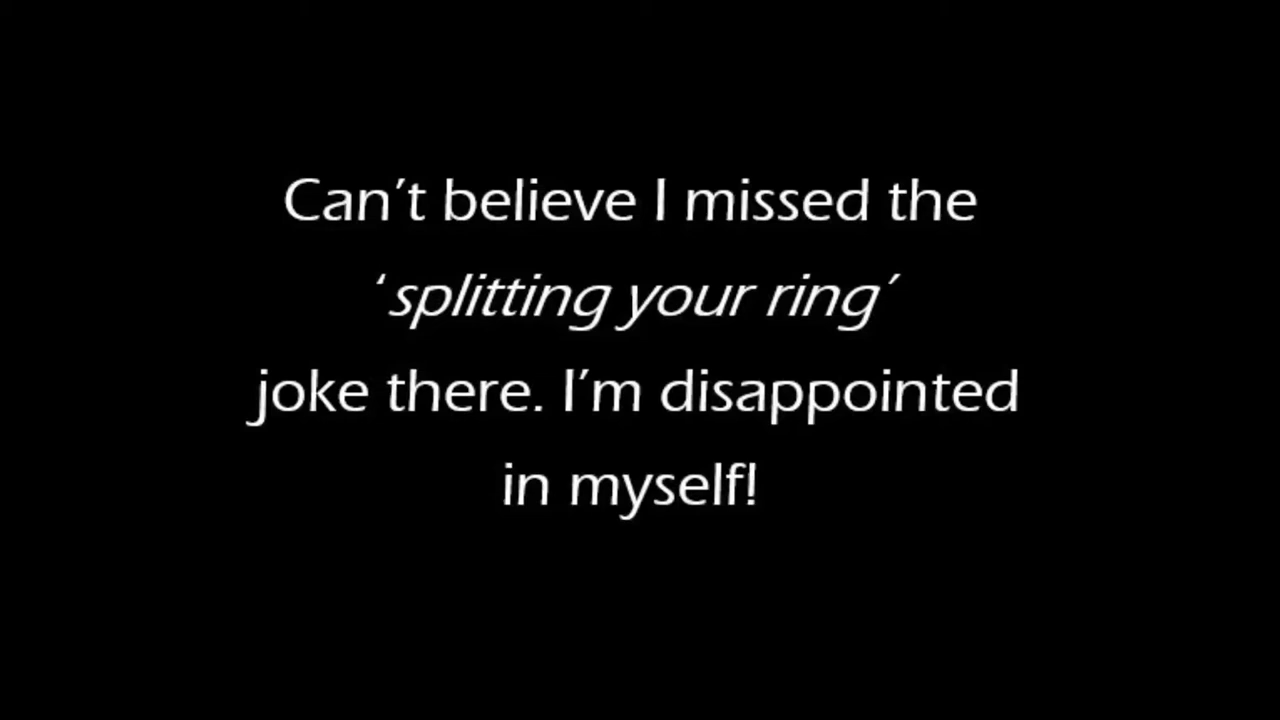 Can’t believe I missed the
‘splitting your ring’
joke there. I’m disappointed
in myself!